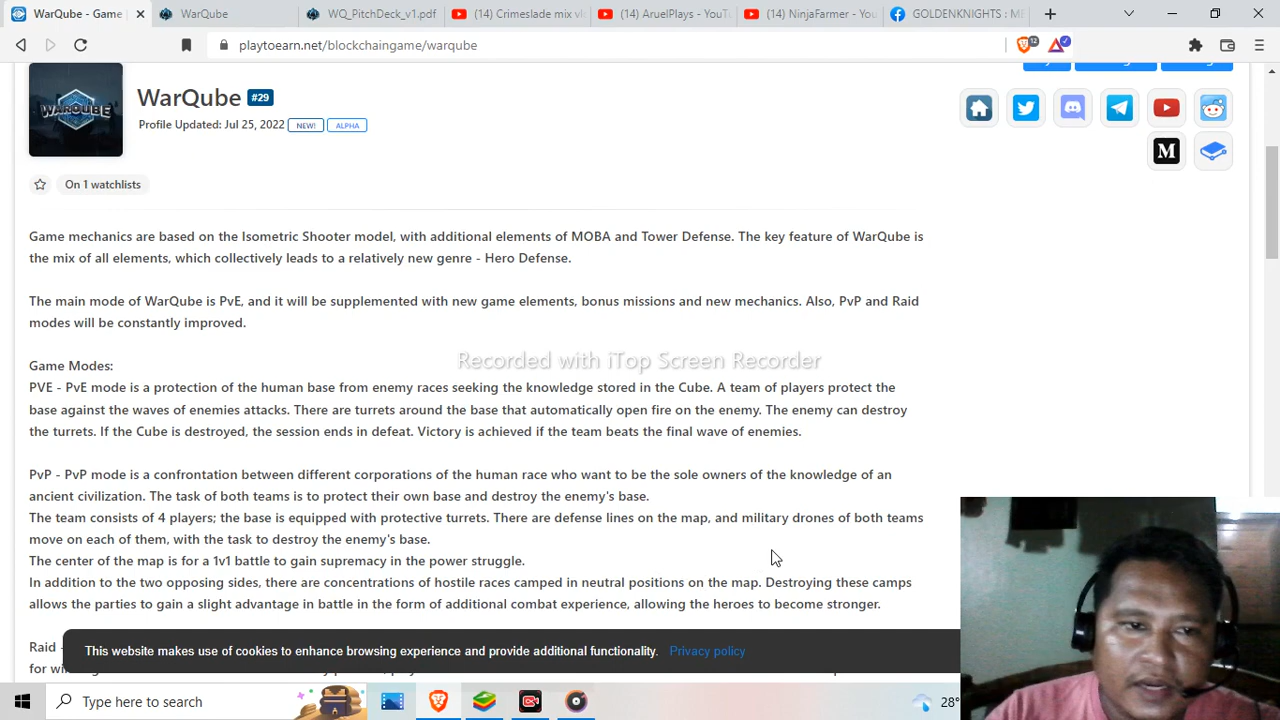 WarQube - Game
WarQube
WQ_PitchDeck_v1.pdf
(14) Crimeslade mix vl
(14) AruelPlays - YouTu
(14) NinjaFarmer - You
GOLDENKNIGHTS : MF
playtoearn.net/blockchaingame/warqube
12
WARQUBE
WarQube #29
Profile Updated: Jul 25, 2022 NEW! ALPHA
On 1 watchlists
Game mechanics are based on the Isometric Shooter model, with additional elements of MOBA and Tower Defense. The key feature of WarQube is
the mix of all elements, which collectively leads to a relatively new genre - Hero Defense.
The main mode of WarQube is PvE, and it will be supplemented with new game elements, bonus missions and new mechanics. Also, PvP and Raid
modes will be constantly improved.
Recorded with iTop Screen Recorder
Game Modes:
PVE - PvE mode is a protection of the human base from enemy races seeking the knowledge stored in the Cube. A team of players protect the
base against the waves of enemies attacks. There are turrets around the base that automatically open fire on the enemy. The enemy can destroy
the turrets. If the Cube is destroyed, the session ends in defeat. Victory is achieved if the team beats the final wave of enemies.
PvP - PvP mode is a confrontation between different corporations of the human race who want to be the sole owners of the knowledge of an
ancient civilization. The task of both teams is to protect their own base and destroy the enemy's base.
The team consists of 4 players; the base is equipped with protective turrets. There are defense lines on the map, and military drones of both teams
move on each of them, with the task to destroy the enemy's base.
The center of the map is for a 1v1 battle to gain supremacy in the power struggle.
In addition to the two opposing sides, there are concentrations of hostile races camped in neutral positions on the map. Destroying these camps
allows the parties to gain a slight advantage in battle in the form of additional combat experience, allowing the heroes to become stronger.
Raid
for wi
This website makes use of cookies to enhance browsing experience and provide additional functionality. Privacy policy
Type here to search
28°